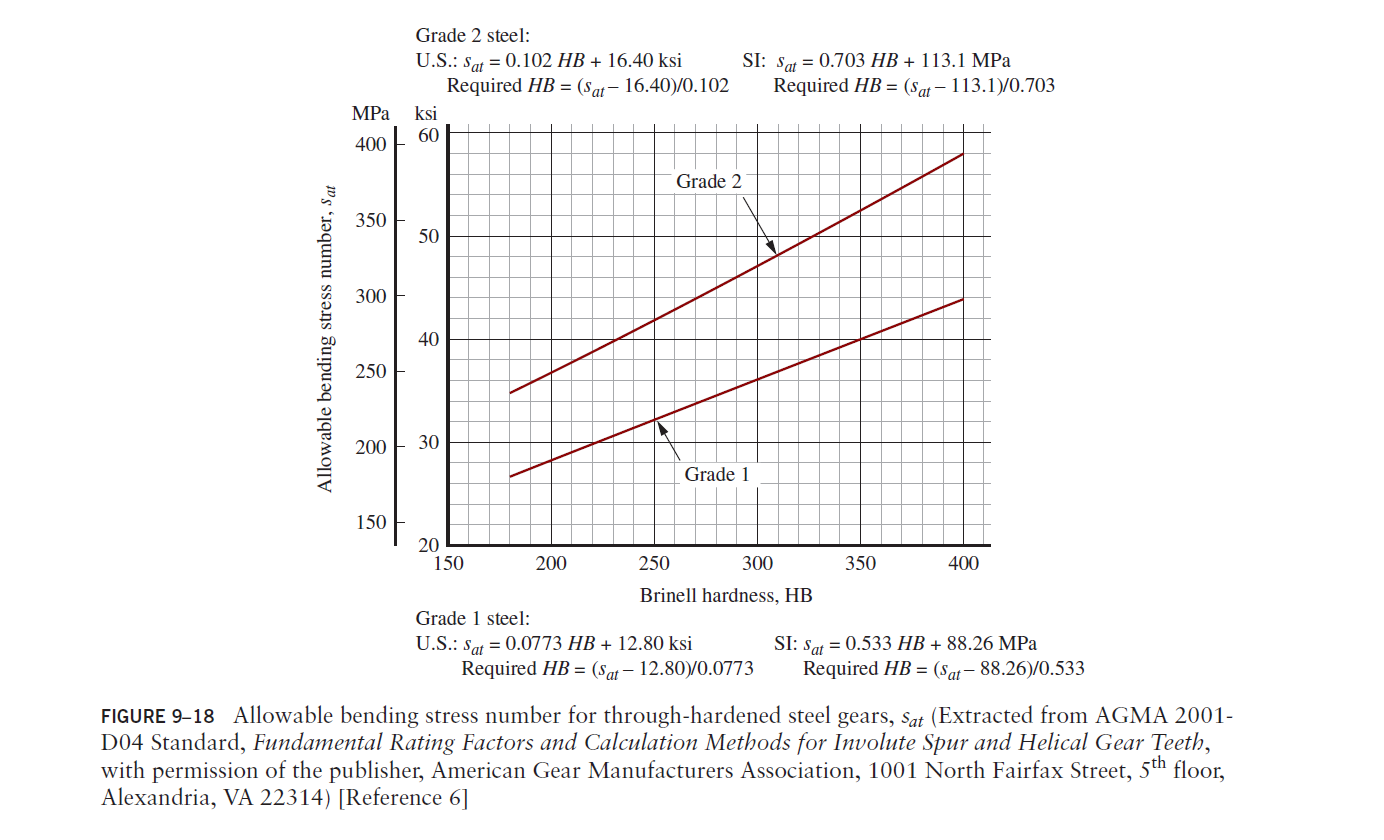 Grade 2 steel:
U.S.: sat = 0.102 HB + 16.40 ksi SI: sat = 0.703 HB + 113.1 MPa
Required HB = (sat – 16.40)/0.102 Required HB = (sat – 113.1)/0.703
MPa ksi
60
400
Grade 2
350
50
300
40
250
200
30
Grade 1
150
20
Allowable bending stress number, sat
150 200 250 300 350 400
Brinell hardness, HB
Grade 1 steel:
U.S.: sat = 0.0773 HB + 12.80 ksi SI: sat = 0.533 HB + 88.26 MPa
Required HB = (sat – 12.80)/0.0773 Required HB = (sat – 88.26)/0.533
FIGURE 9–18 Allowable bending stress number for through-hardened steel gears, sat (Extracted from AGMA 2001-
D04 Standard, Fundamental Rating Factors and Calculation Methods for Involute Spur and Helical Gear Teeth,
with permission of the publisher, American Gear Manufacturers Association, 1001 North Fairfax Street, 5th floor,
Alexandria, VA 22314) [Reference 6]